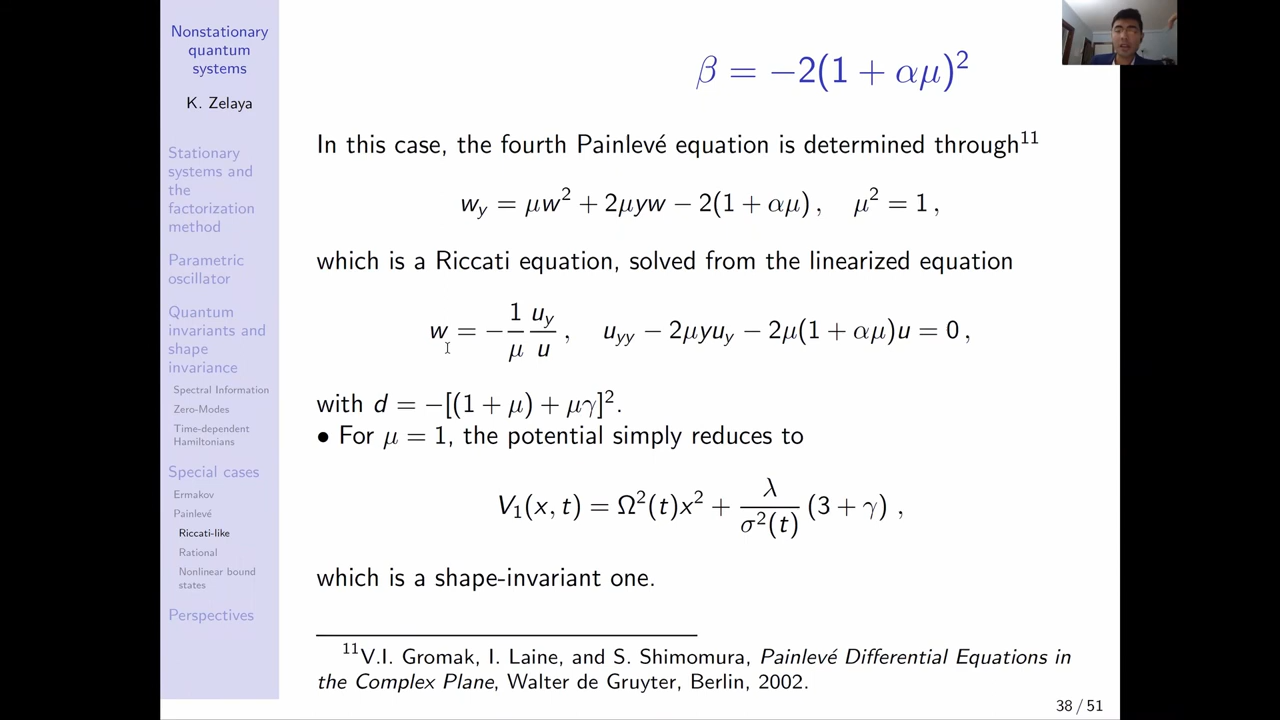 Nonstationary
quantum
systems
K. Zelaya
Stationary
systems and
the
factorization
method
Parametric
oscillator
Quantum
invariants and
shape
invariance
Spectral Information
Zero-Modes
Time-dependent
Hamiltonians
Special cases
Ermakov
Painlevé
Riccati-like
Rational
Nonlinear bound
states
Perspectives
β = −2(1 + αμ)²
In this case, the fourth Painlevé equation is determined through¹¹
w_y = μw² + 2μyw − 2(1 + αμ) , μ² = 1 ,
which is a Riccati equation, solved from the linearized equation
w = −(1/μ)(u_y/u) , u_yy − 2μyu_y − 2μ(1 + αμ)u = 0 ,
with d = −[(1 + μ) + μγ]².
• For μ = 1, the potential simply reduces to
V₁(x, t) = Ω²(t)x² + λ/σ²(t) (3 + γ) ,
which is a shape-invariant one.
¹¹V.I. Gromak, I. Laine, and S. Shimomura, Painlevé Differential Equations in
the Complex Plane, Walter de Gruyter, Berlin, 2002.
38 / 51